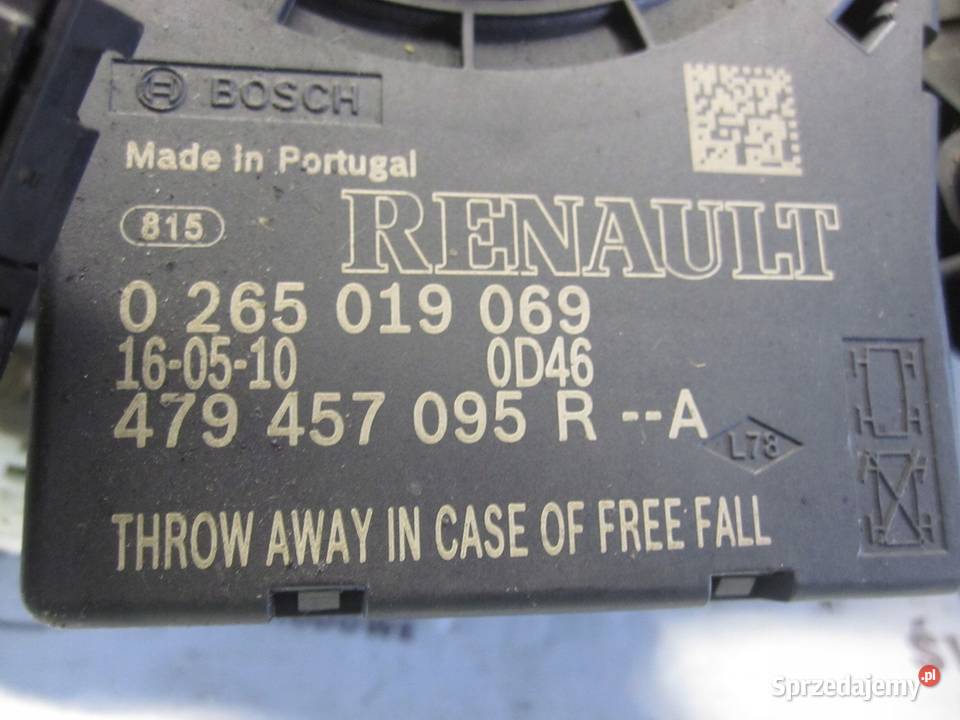 BOSCH
Made in Portugal
815
RENAULT
0 265 019 069
16-05-10 0D46
479 457 095 R --A
L78
THROW AWAY IN CASE OF FREE FALL
Sprzedajemy.pl